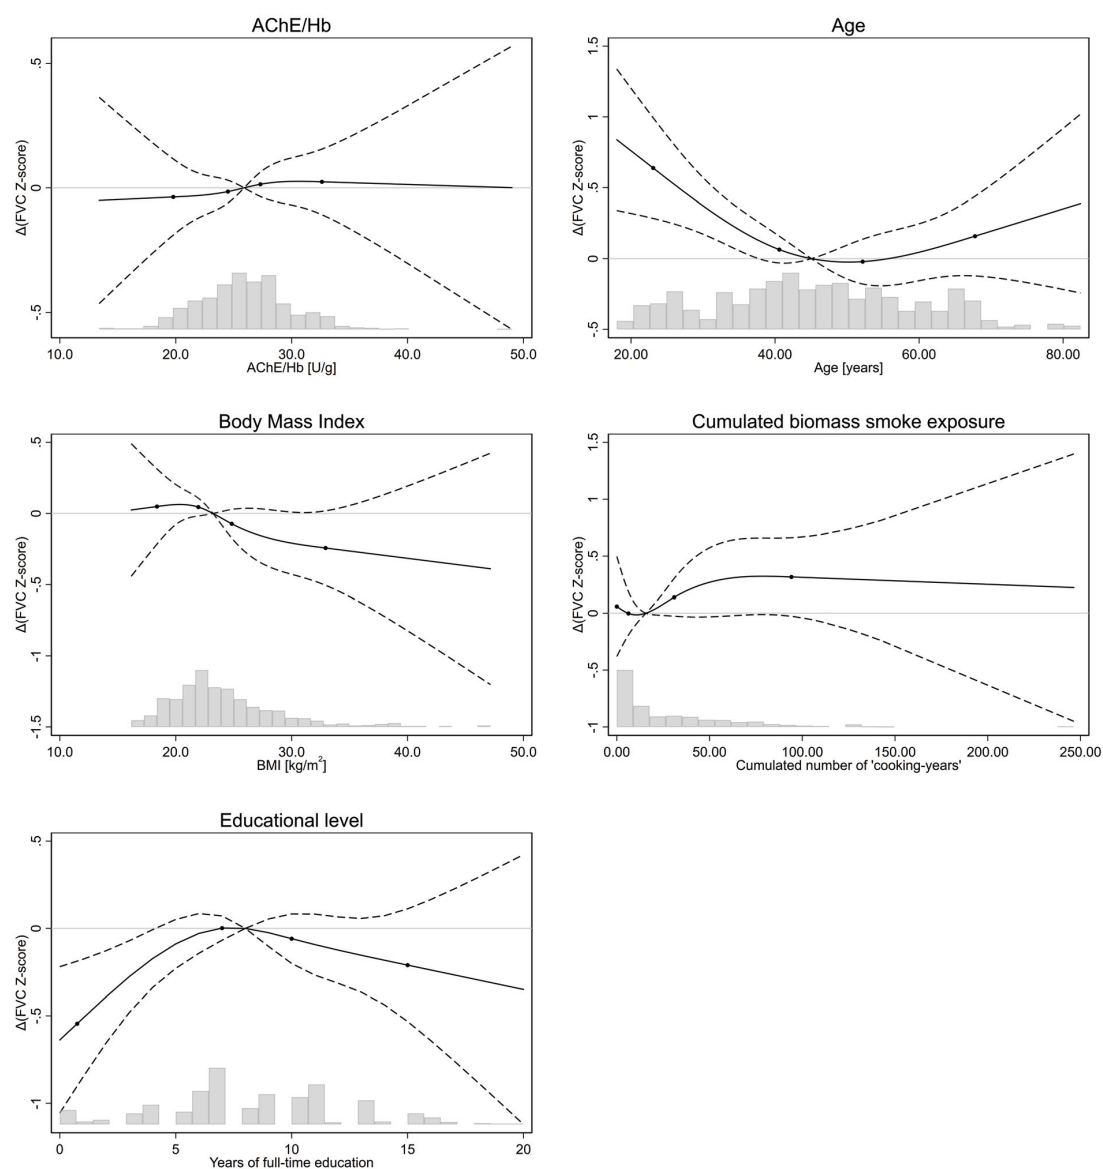 AChE/Hb
Δ(FVC Z-score)
.5
0
-.5
10.0 20.0 30.0 40.0 50.0
AChE/Hb [U/g]
Age
Δ(FVC Z-score)
1.5
1
.5
0
-.5
20.00 40.00 60.00 80.00
Age [years]
Body Mass Index
Δ(FVC Z-score)
.5
0
-.5
-1
-1.5
10.0 20.0 30.0 40.0 50.0
BMI [kg/m²]
Cumulated biomass smoke exposure
Δ(FVC Z-score)
1.5
1
.5
0
-.5
-1
0.00 50.00 100.00 150.00 200.00 250.00
Cumulated number of 'cooking-years'
Educational level
Δ(FVC Z-score)
.5
0
-.5
-1
0 5 10 15 20
Years of full-time education